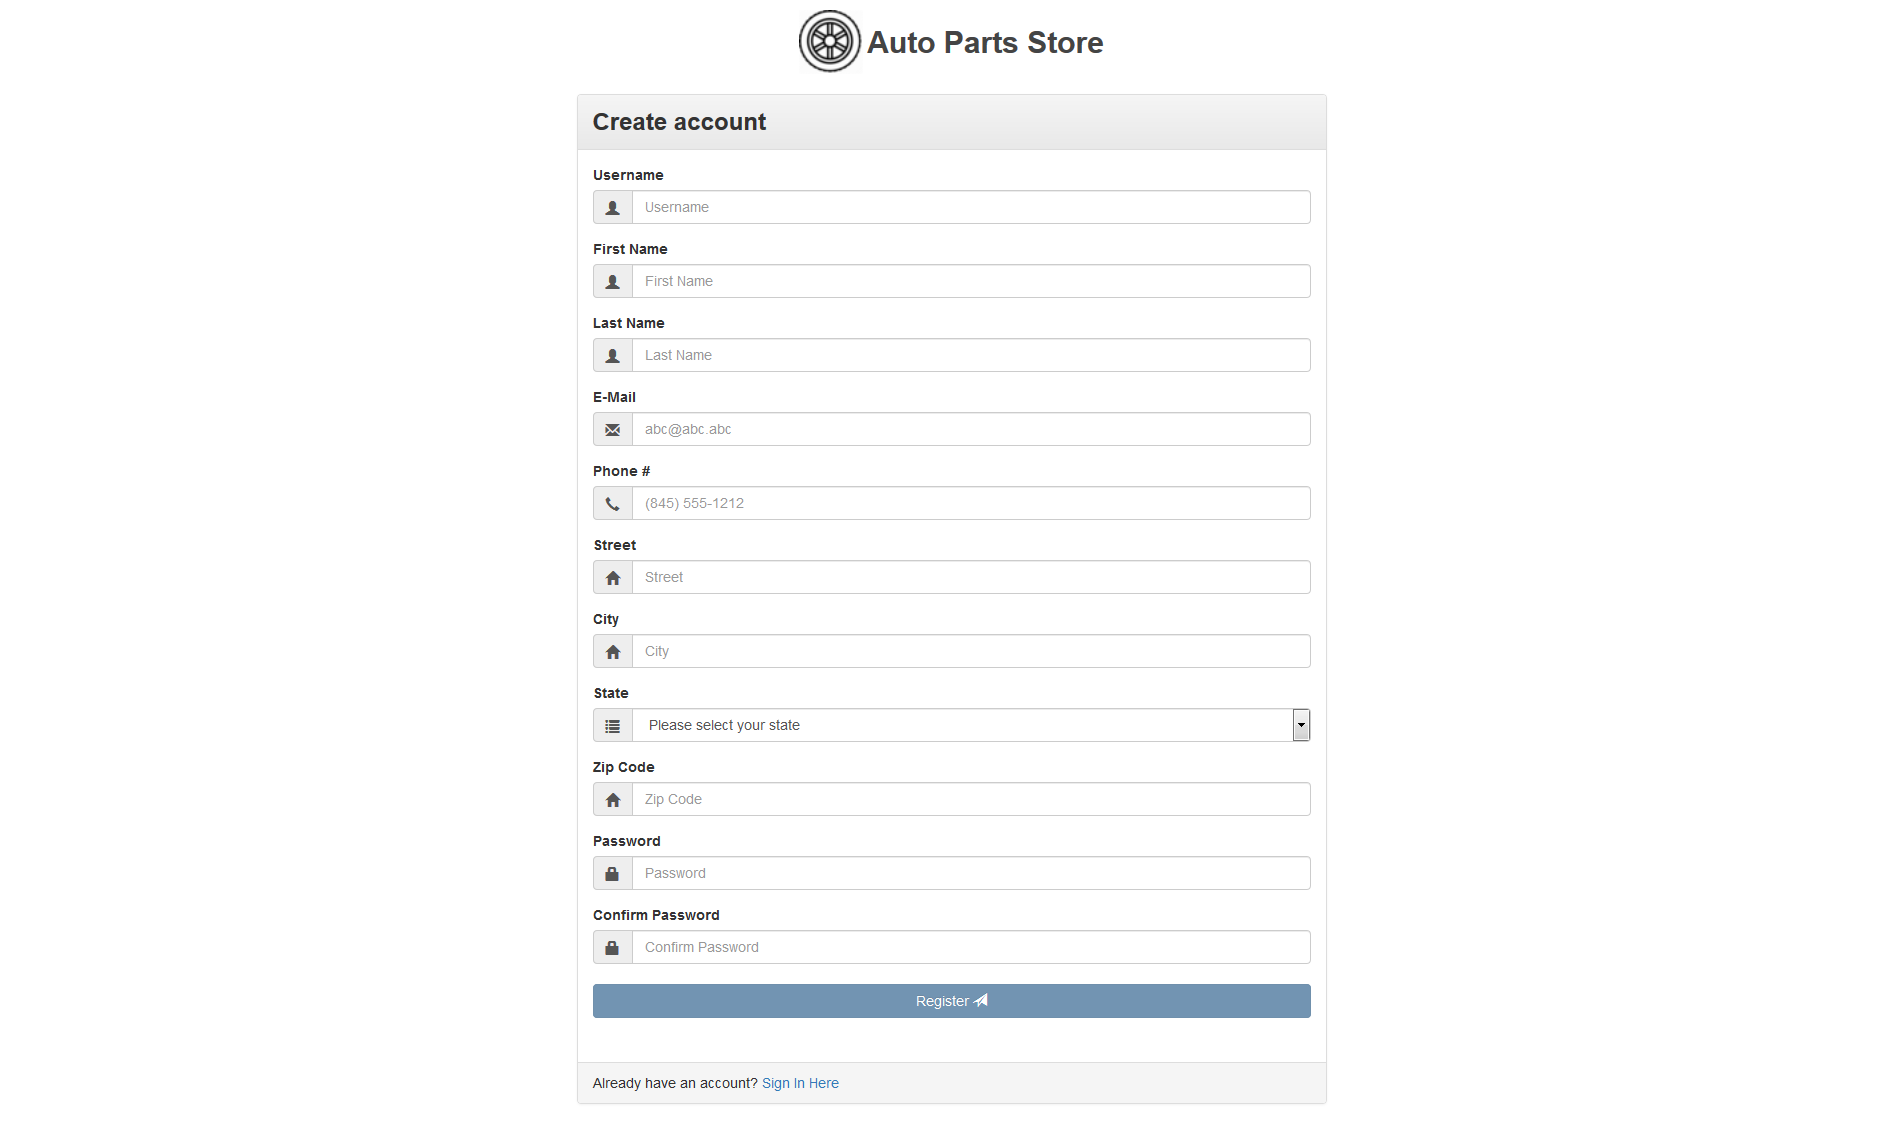 Auto Parts Store
Create account
Username
Username
First Name
First Name
Last Name
Last Name
E-Mail
abc@abc.abc
Phone #
(845) 555-1212
Street
Street
City
City
State
Please select your state
Zip Code
Zip Code
Password
Password
Confirm Password
Confirm Password
Register
Already have an account? Sign In Here